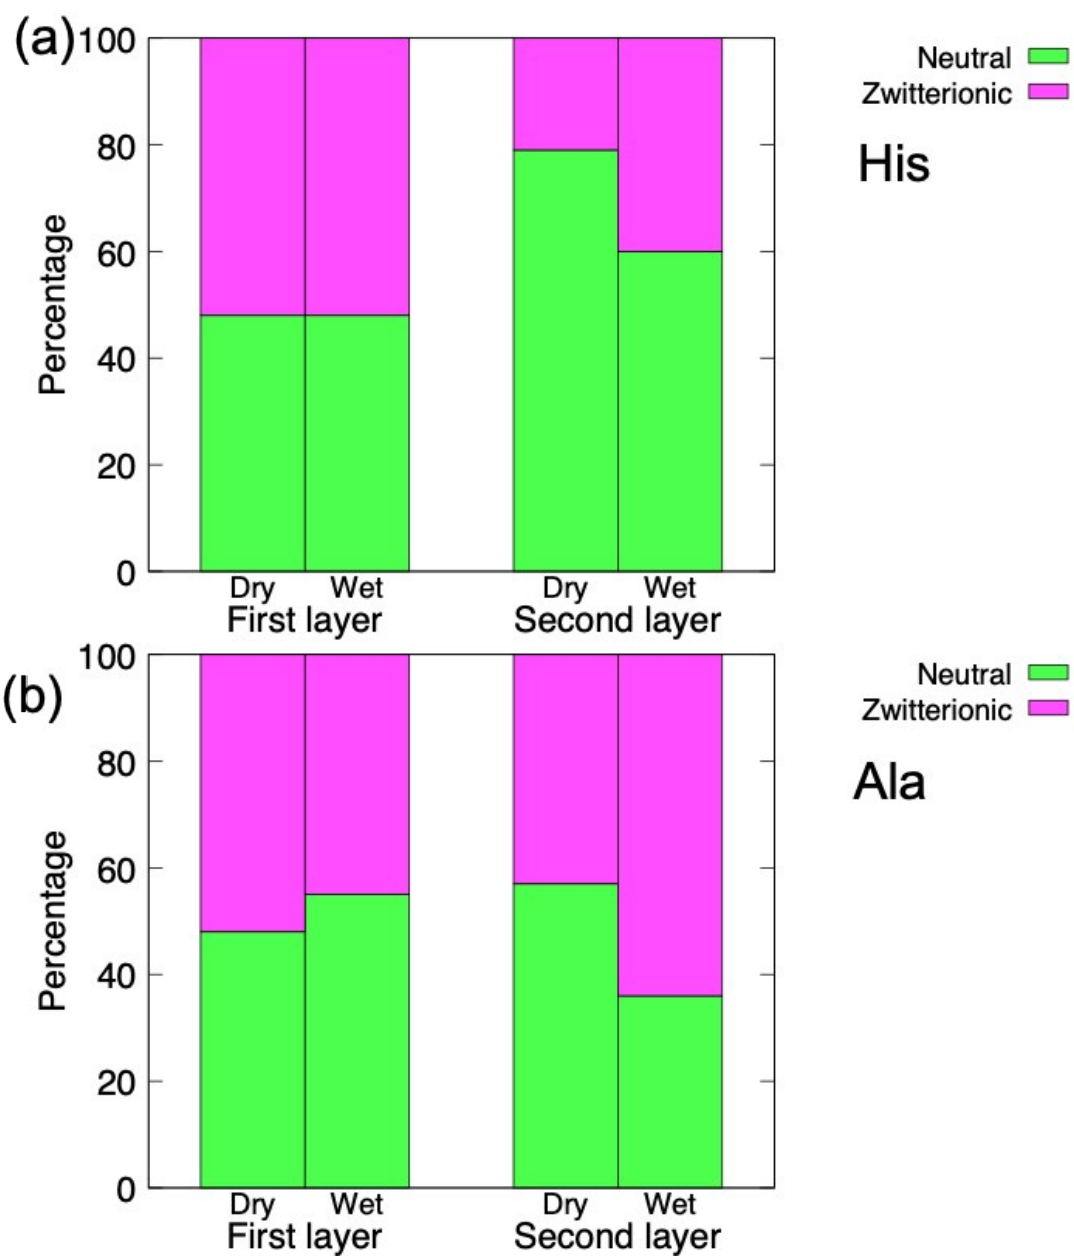 (a)
100
80
60
40
20
0
Percentage
Dry Wet Dry Wet
First layer Second layer
Neutral
Zwitterionic
His
(b)
100
80
60
40
20
0
Percentage
Dry Wet Dry Wet
First layer Second layer
Neutral
Zwitterionic
Ala